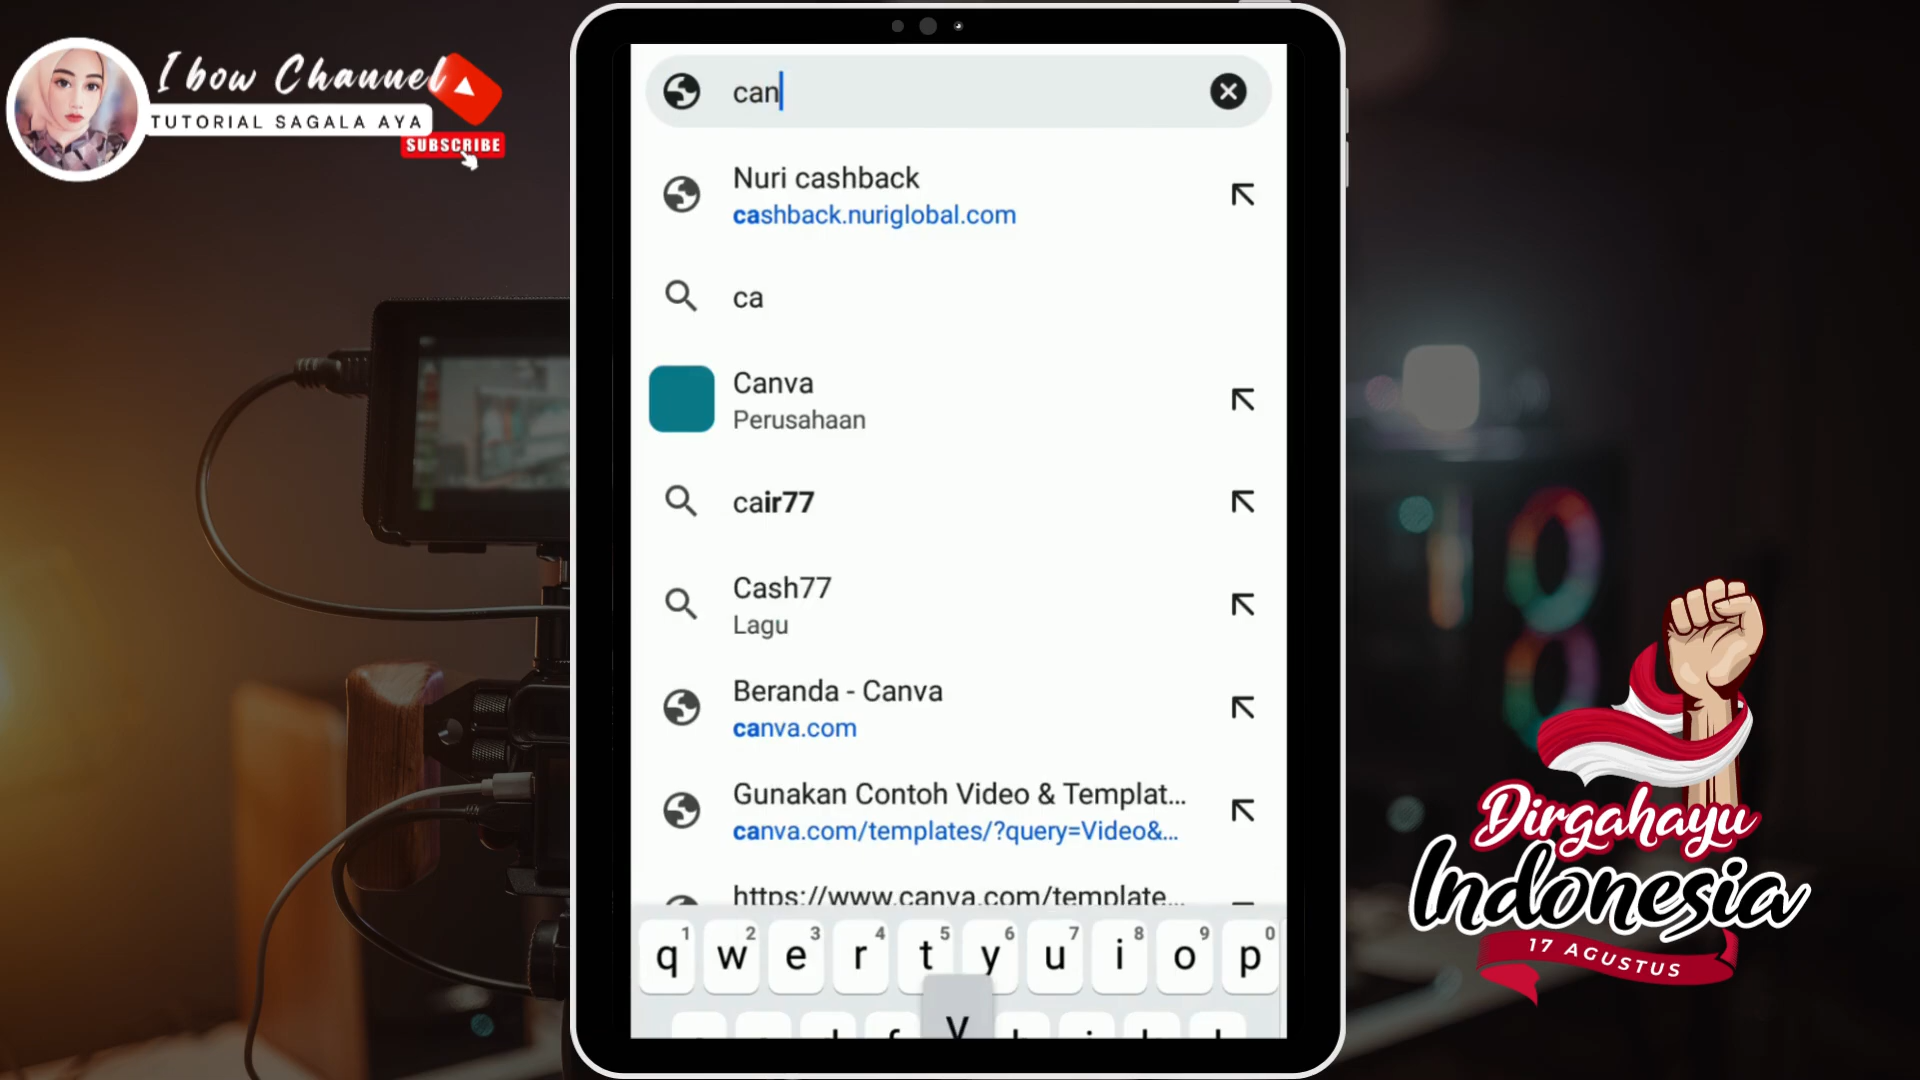 I bow Channel
TUTORIAL SAGALA AYA
SUBSCRIBE
can
Nuri cashback
cashback.nuriglobal.com
ca
Canva
Perusahaan
cair77
Cash77
Lagu
Beranda - Canva
canva.com
Gunakan Contoh Video & Templat...
canva.com/templates/?query=Video&...
https://www.canva.com/template...
1 2 3 4 5 6 7 8 9 0
q w e r t y u i o p
v
Dirgahayu
Indonesia
17 AGUSTUS